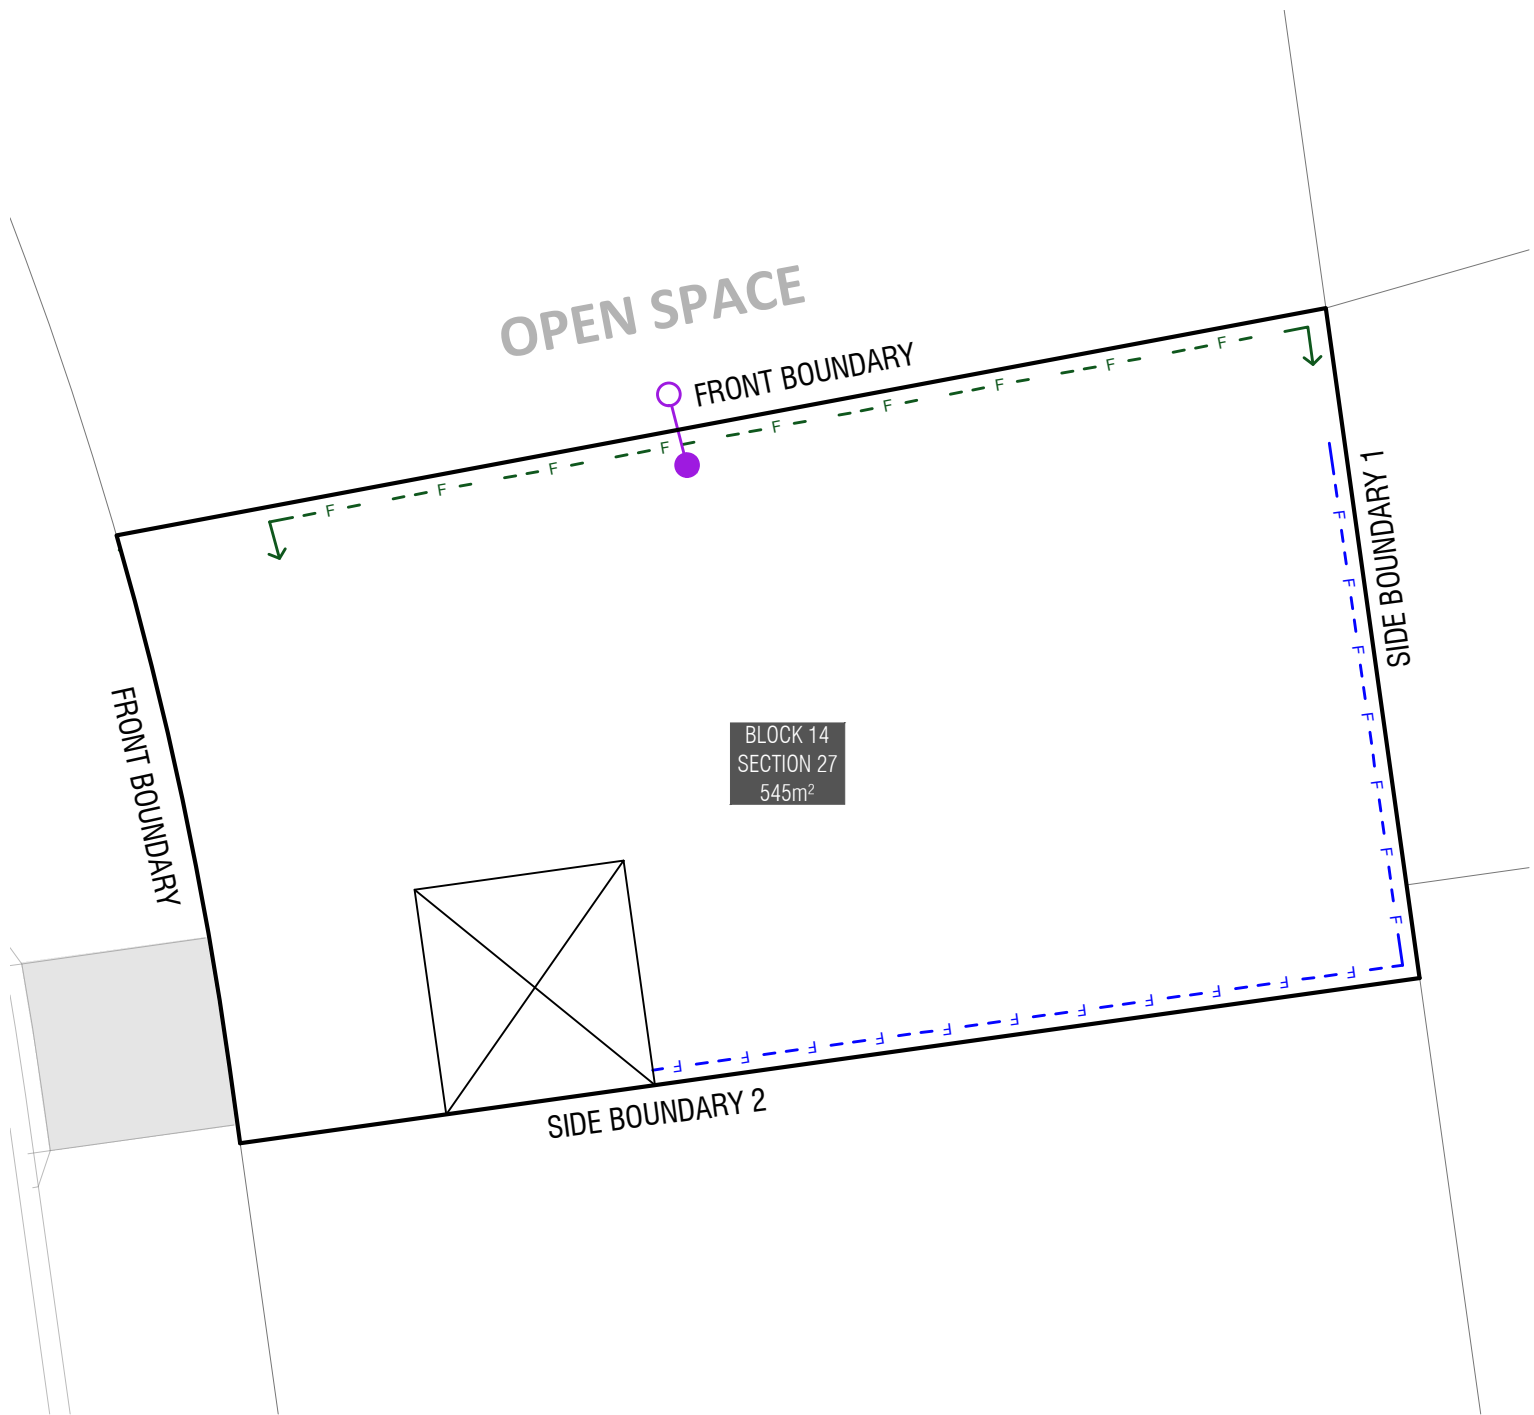 OPEN SPACE
FRONT BOUNDARY
F F F F F F F F F
SIDE BOUNDARY 1
F
F
F
F
F
F
F
FRONT BOUNDARY
BLOCK 14
SECTION 27
545m²
F F F F F F F F F F F
SIDE BOUNDARY 2